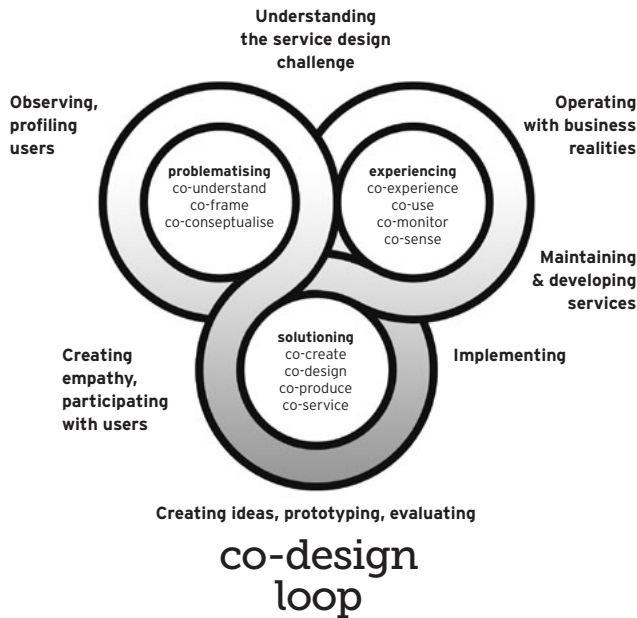 Understanding
the service design
challenge
Observing,
profiling
users
Operating
with business
realities
problematising
co-understand
co-frame
co-conseptualise
experiencing
co-experience
co-use
co-monitor
co-sense
Maintaining
& developing
services
solutioning
co-create
co-design
co-produce
co-service
Creating
empathy,
participating
with users
Implementing
Creating ideas, prototyping, evaluating
co-design
loop